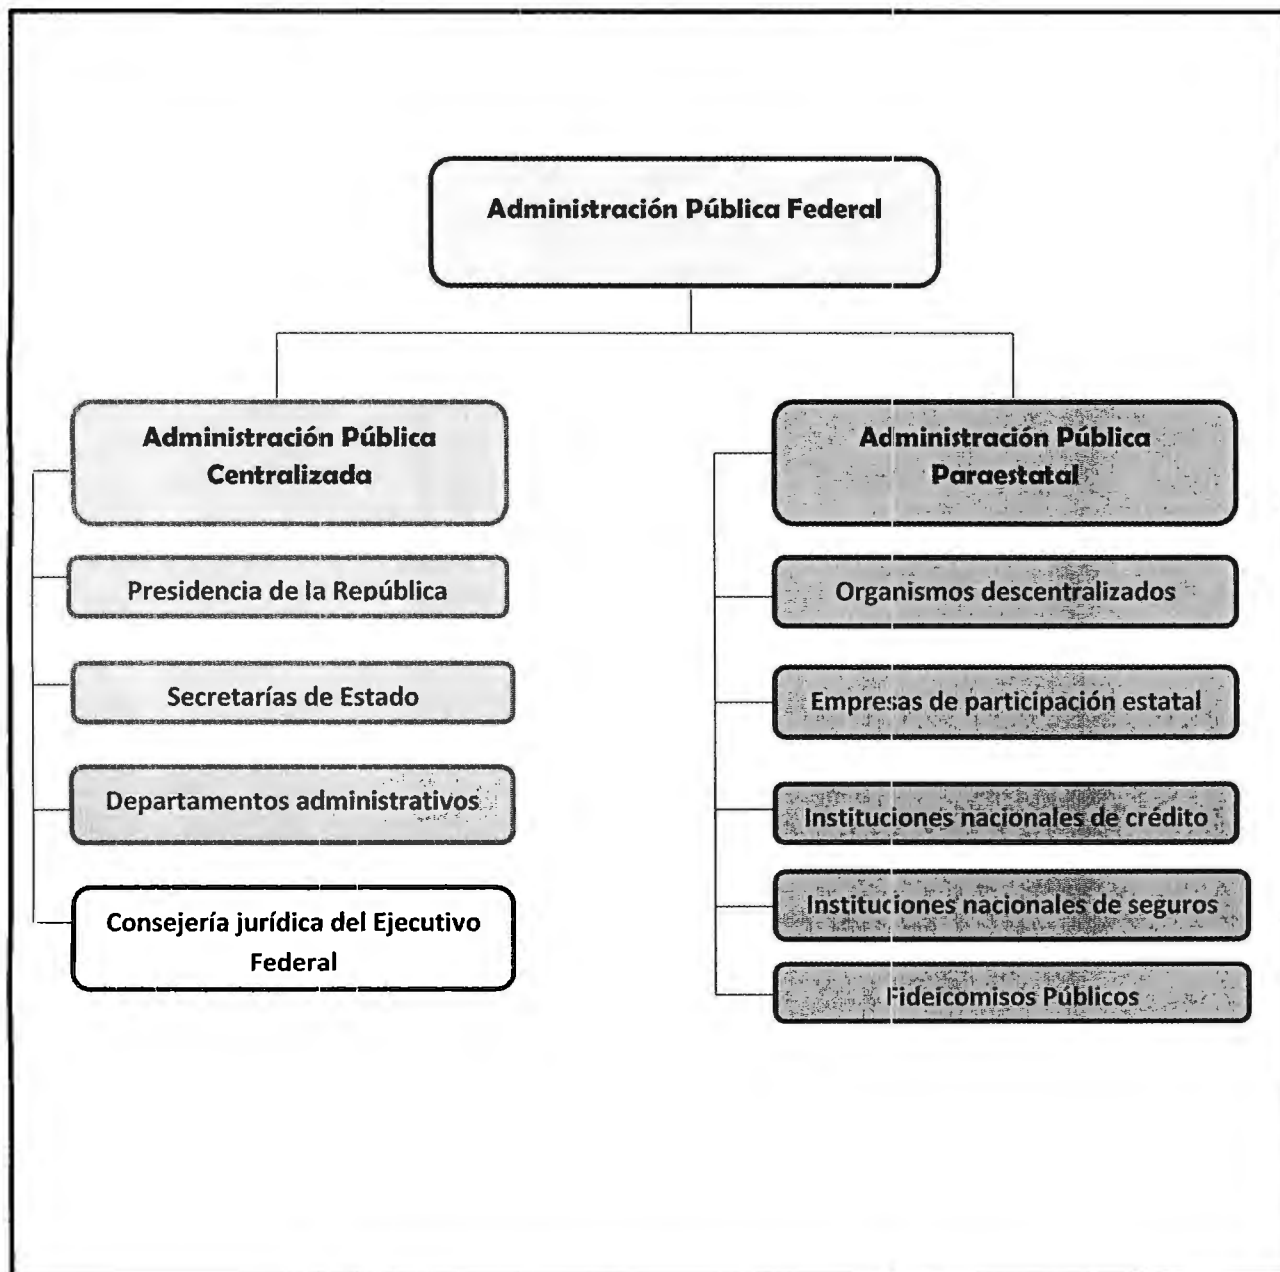 Administración Pública Federal
Administración Pública
Centralizada
Presidencia de la República
Secretarías de Estado
Departamentos administrativos
Consejería jurídica del Ejecutivo
Federal
Administración Pública
Paraestatal
Organismos descentralizados
Empresas de participación estatal
Instituciones nacionales de crédito
Instituciones nacionales de seguros
Fideicomisos Públicos